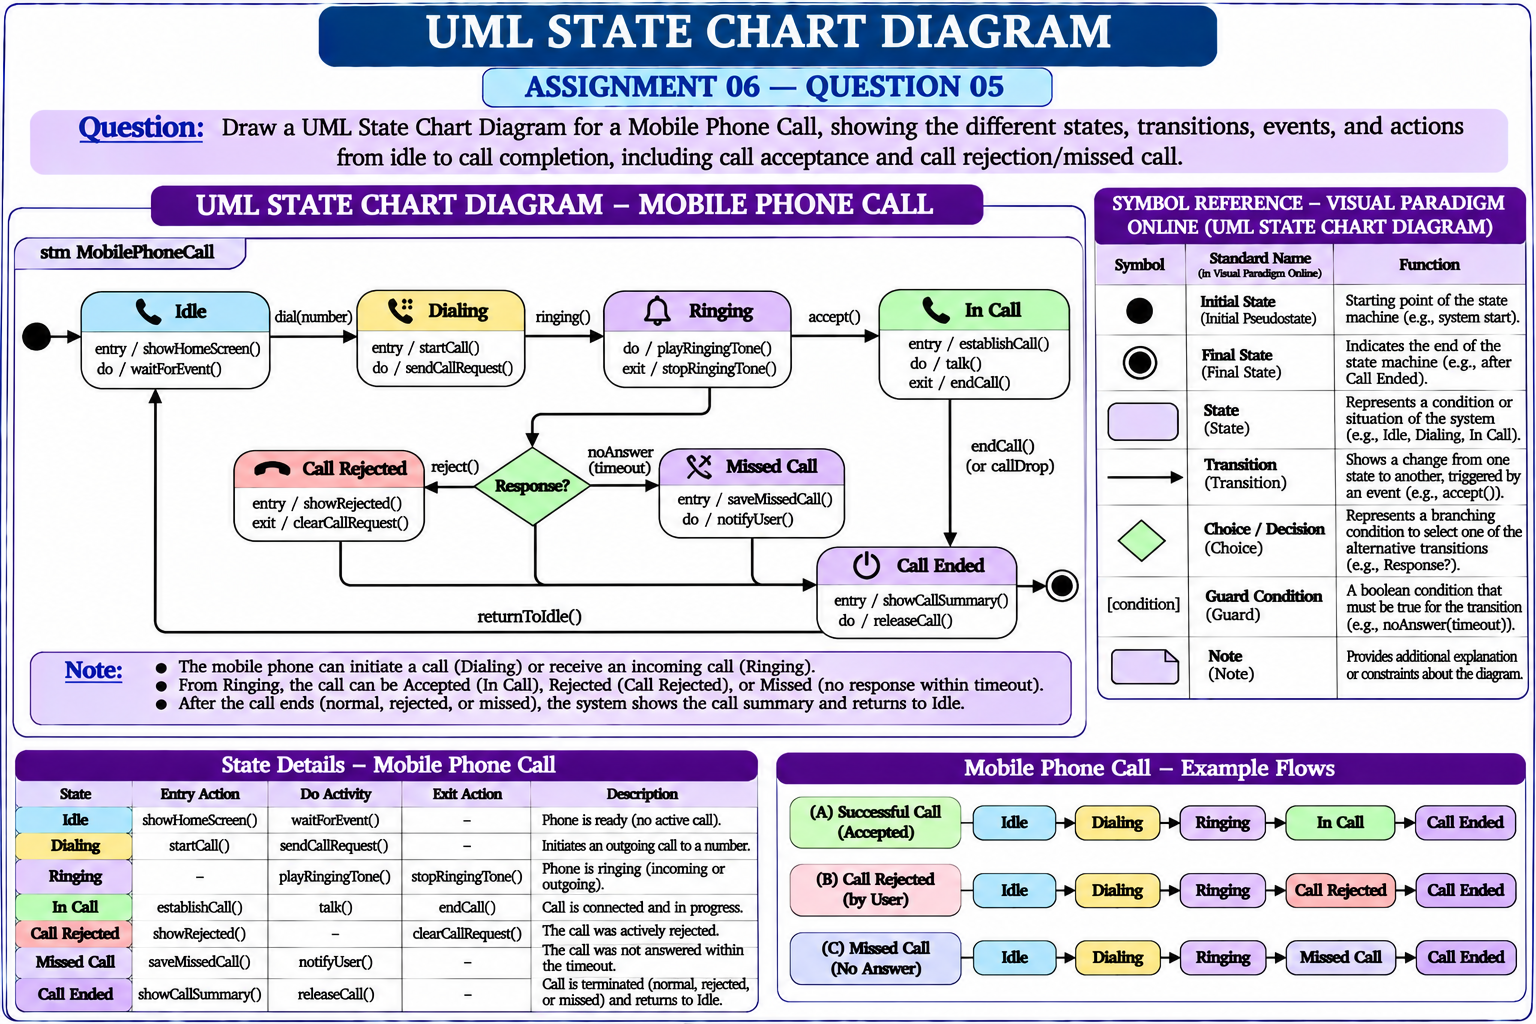 UML STATE CHART DIAGRAM
ASSIGNMENT 06 — QUESTION 05
Question: Draw a UML State Chart Diagram for a Mobile Phone Call, showing the different states, transitions, events, and actions
from idle to call completion, including call acceptance and call rejection/missed call.
UML STATE CHART DIAGRAM – MOBILE PHONE CALL
stm MobilePhoneCall
Idle
entry / showHomeScreen()
do / waitForEvent()
dial(number)
Dialing
entry / startCall()
do / sendCallRequest()
ringing()
Ringing
do / playRingingTone()
exit / stopRingingTone()
accept()
In Call
entry / establishCall()
do / talk()
exit / endCall()
Call Rejected
entry / showRejected()
exit / clearCallRequest()
reject()
Response?
noAnswer
(timeout)
Missed Call
entry / saveMissedCall()
do / notifyUser()
endCall()
(or callDrop)
Call Ended
entry / showCallSummary()
do / releaseCall()
returnToIdle()
Note:
● The mobile phone can initiate a call (Dialing) or receive an incoming call (Ringing).
● From Ringing, the call can be Accepted (In Call), Rejected (Call Rejected), or Missed (no response within timeout).
● After the call ends (normal, rejected, or missed), the system shows the call summary and returns to Idle.
SYMBOL REFERENCE – VISUAL PARADIGM
ONLINE (UML STATE CHART DIAGRAM)
Symbol Standard Name Function
(in Visual Paradigm Online)
Initial State
(Initial Pseudostate)
Starting point of the state
machine (e.g., system start).
Final State
(Final State)
Indicates the end of the
state machine (e.g., after
Call Ended).
State
(State)
Represents a condition or
situation of the system
(e.g., Idle, Dialing, In Call).
Transition
(Transition)
Shows a change from one
state to another, triggered by
an event (e.g., accept()).
Choice / Decision
(Choice)
Represents a branching
condition to select one of the
alternative transitions
(e.g., Response?).
[condition]
Guard Condition
(Guard)
A boolean condition that
must be true for the transition
(e.g., noAnswer(timeout)).
Note
(Note)
Provides additional explanation
or constraints about the diagram.
State Details – Mobile Phone Call
State Entry Action Do Activity Exit Action Description
Idle showHomeScreen() waitForEvent() – Phone is ready (no active call).
Dialing startCall() sendCallRequest() – Initiates an outgoing call to a number.
Ringing – playRingingTone() stopRingingTone() Phone is ringing (incoming or
outgoing).
In Call establishCall() talk() endCall() Call is connected and in progress.
Call Rejected showRejected() – clearCallRequest() The call was actively rejected.
Missed Call saveMissedCall() notifyUser() – The call was not answered within
the timeout.
Call Ended showCallSummary() releaseCall() – Call is terminated (normal, rejected,
or missed) and returns to Idle.
Mobile Phone Call – Example Flows
(A) Successful Call
(Accepted)
Idle Dialing Ringing In Call Call Ended
(B) Call Rejected
(by User)
Idle Dialing Ringing Call Rejected Call Ended
(C) Missed Call
(No Answer)
Idle Dialing Ringing Missed Call Call Ended